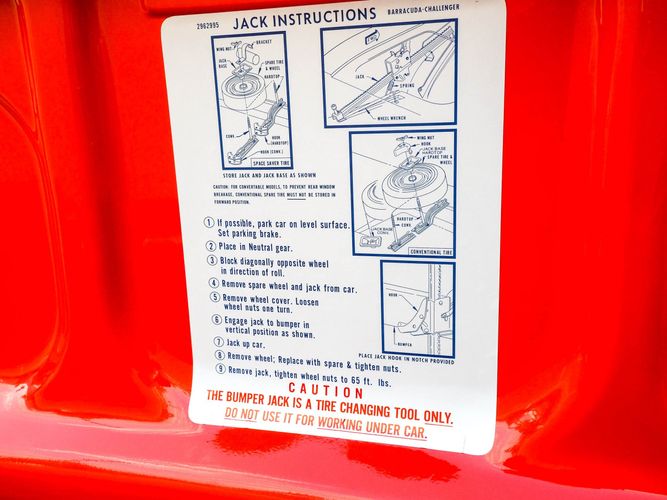 2962995 JACK INSTRUCTIONS BARRACUDA-CHALLENGER
WING NUT
BRACKET
JACK
BASE
SPARE TIRE
& WHEEL
HARDTOP
CONV.
HOOK
(HARDTOP)
HOOK (CONV.)
SPACE SAVER TIRE
JACK
SPRING
WHEEL WRENCH
STORE JACK AND JACK BASE AS SHOWN
CAUTION: FOR CONVERTABLE MODELS, TO PREVENT REAR WINDOW
BREAKAGE, CONVENTIONAL SPARE TIRE MUST NOT BE STORED IN
FORWARD POSITION.
WING NUT
HOOK
JACK BASE
HARDTOP
SPARE TIRE &
WHEEL
HARDTOP
CONV.
JACK BASE
CONV.
CONVENTIONAL TIRE
1 If possible, park car on level surface.
Set parking brake.
2 Place in Neutral gear.
3 Block diagonally opposite wheel
in direction of roll.
4 Remove spare wheel and jack from car.
5 Remove wheel cover. Loosen
wheel nuts one turn.
6 Engage jack to bumper in
vertical position as shown.
7 Jack up car.
8 Remove wheel; Replace with spare & tighten nuts.
9 Remove jack, tighten wheel nuts to 65 ft. lbs.
HOOK
BUMPER
PLACE JACK HOOK IN NOTCH PROVIDED
CAUTION
THE BUMPER JACK IS A TIRE CHANGING TOOL ONLY.
DO NOT USE IT FOR WORKING UNDER CAR.